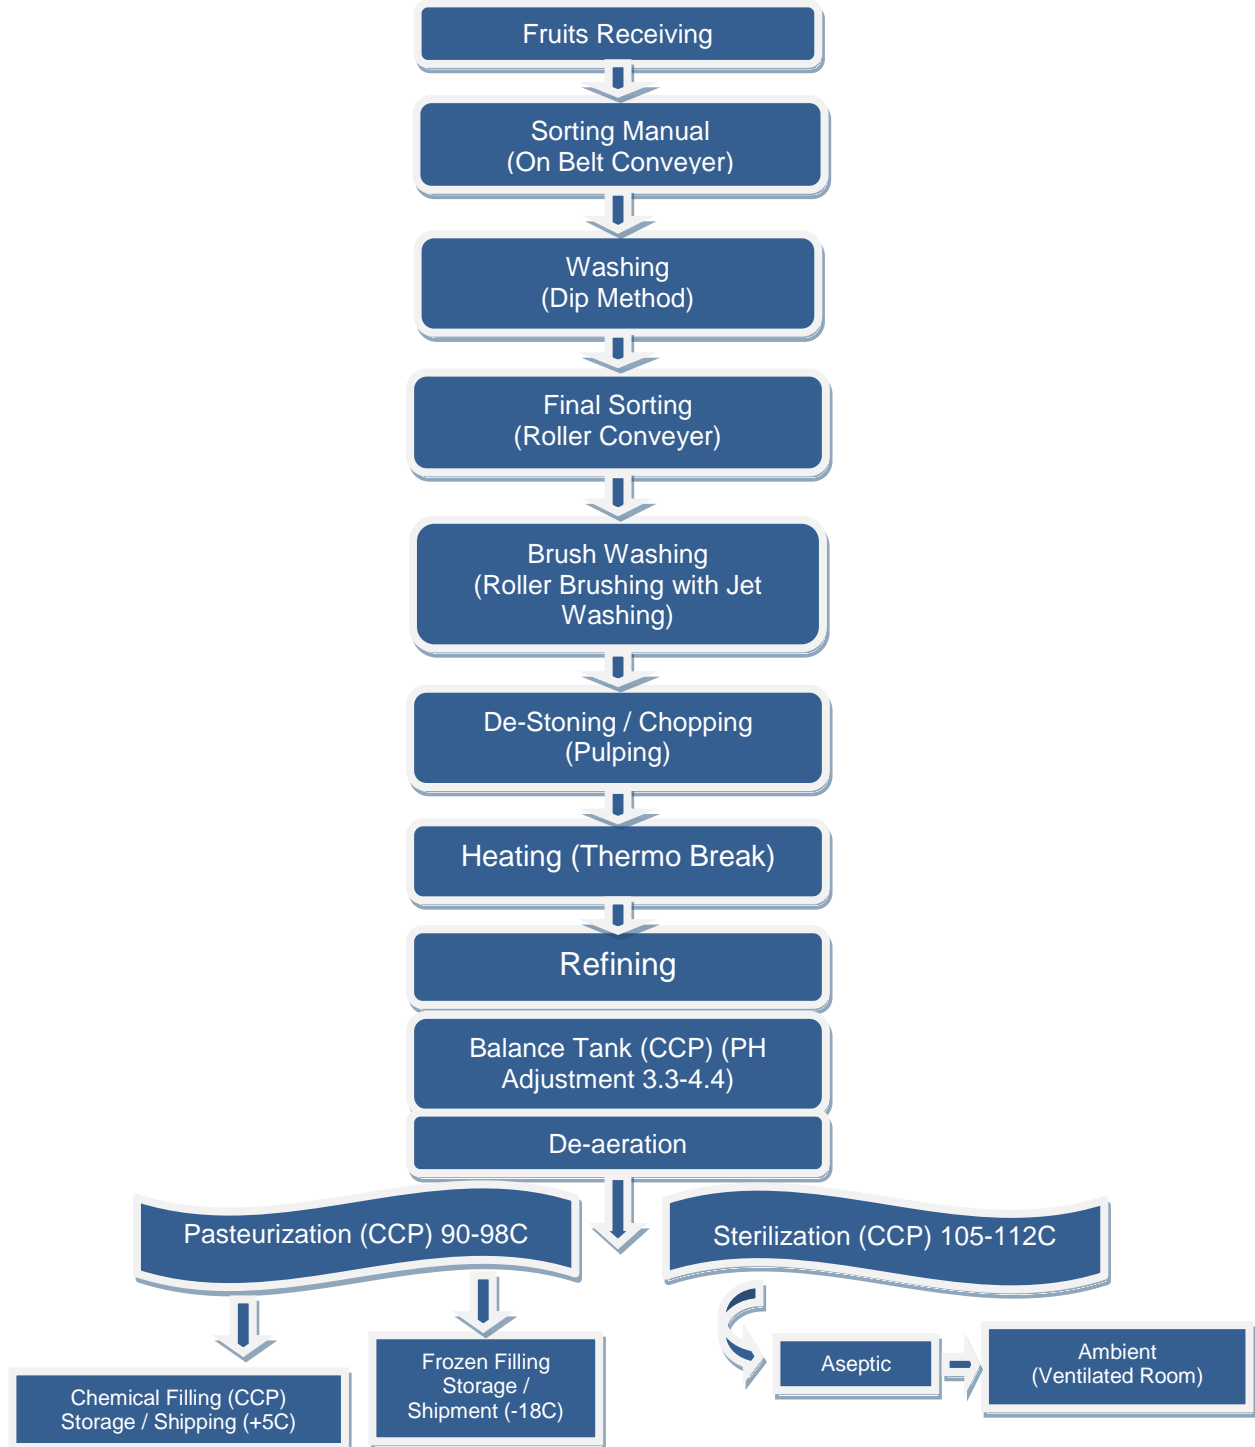 Fruits Receiving
Sorting Manual
(On Belt Conveyer)
Washing
(Dip Method)
Final Sorting
(Roller Conveyer)
Brush Washing
(Roller Brushing with Jet
Washing)
De-Stoning / Chopping
(Pulping)
Heating (Thermo Break)
Refining
Balance Tank (CCP) (PH
Adjustment 3.3-4.4)
De-aeration
Pasteurization (CCP) 90-98C
Sterilization (CCP) 105-112C
Chemical Filling (CCP)
Storage / Shipping (+5C)
Frozen Filling
Storage /
Shipment (-18C)
Aseptic
Ambient
(Ventilated Room)